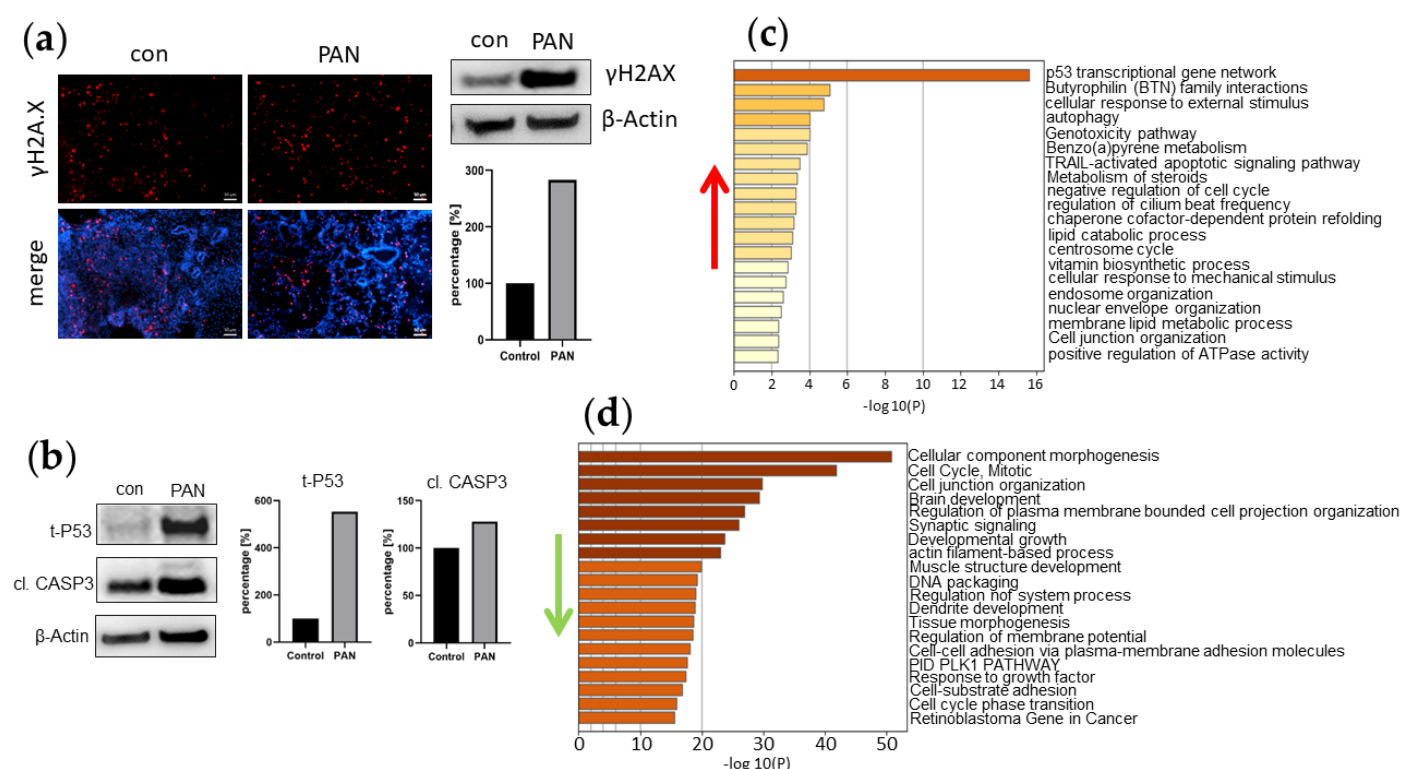 (a)
con
PAN
γH2A.X
merge
con
PAN
γH2AX
β-Actin
percentage [%]
300
200
100
0
Control
PAN
(b)
con
PAN
t-P53
cl. CASP3
β-Actin
t-P53
percentage [%]
600
400
200
0
Control
PAN
cl. CASP3
percentage [%]
150
100
50
0
Control
PAN
(c)
p53 transcriptional gene network
Butyrophilin (BTN) family interactions
cellular response to external stimulus
autophagy
Genotoxicity pathway
Benzo(a)pyrene metabolism
TRAIL-activated apoptotic signaling pathway
Metabolism of steroids
negative regulation of cell cycle
regulation of cilium beat frequency
chaperone cofactor-dependent protein refolding
lipid catabolic process
centrosome cycle
vitamin biosynthetic process
cellular response to mechanical stimulus
endosome organization
nuclear envelope organization
membrane lipid metabolic process
Cell junction organization
positive regulation of ATPase activity
0 2 4 6 8 10 12 14 16
-log 10(P)
(d)
Cellular component morphogenesis
Cell Cycle, Mitotic
Cell junction organization
Brain development
Regulation of plasma membrane bounded cell projection organization
Synaptic signaling
Developmental growth
actin filament-based process
Muscle structure development
DNA packaging
Regulation nof system process
Dendrite development
Tissue morphogenesis
Regulation of membrane potential
Cell-cell adhesion via plasma-membrane adhesion molecules
PID PLK1 PATHWAY
Response to growth factor
Cell-substrate adhesion
Cell cycle phase transition
Retinoblastoma Gene in Cancer
0 10 20 30 40 50
-log 10(P)